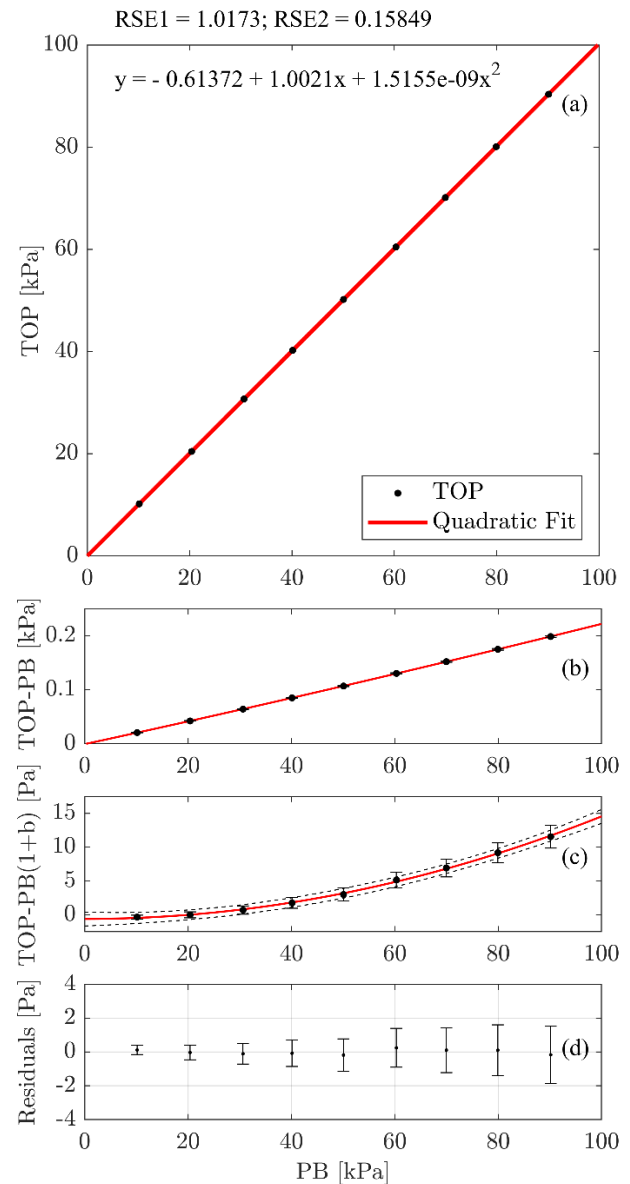 RSE1 = 1.0173; RSE2 = 0.15849
y = - 0.61372 + 1.0021x + 1.5155e-09x²
(a)
100
80
60
40
20
0
TOP [kPa]
TOP
Quadratic Fit
0 20 40 60 80 100
(b)
0.2
0.1
0
TOP-PB [kPa]
0 20 40 60 80 100
(c)
15
10
5
0
TOP-PB(1+b) [Pa]
0 20 40 60 80 100
(d)
4
2
0
-2
-4
Residuals [Pa]
0 20 40 60 80 100
PB [kPa]